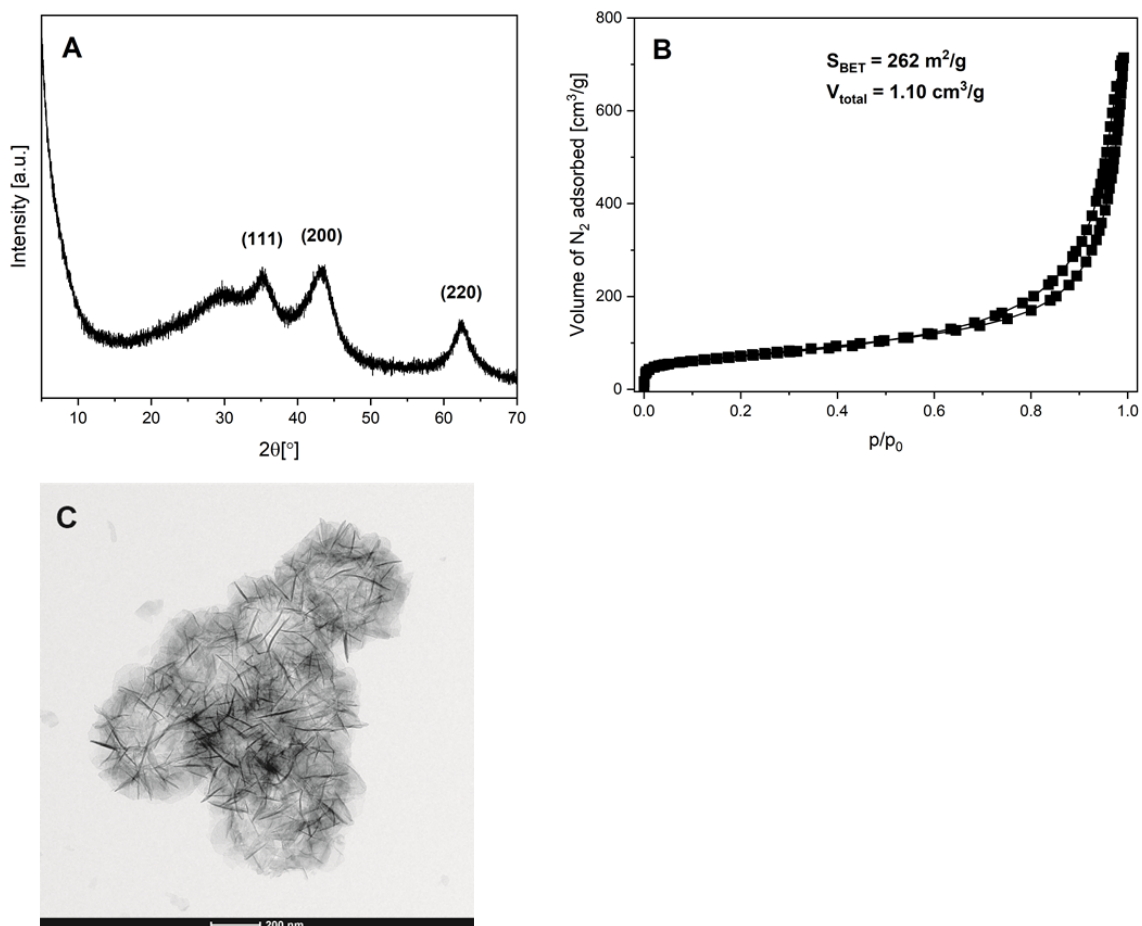 A
(111)
(200)
(220)
Intensity [a.u.]
10 20 30 40 50 60 70
2θ[°]
B
S_BET = 262 m²/g
V_total = 1.10 cm³/g
800
600
400
200
0
Volume of N₂ adsorbed [cm³/g]
0.0 0.2 0.4 0.6 0.8 1.0
p/p₀
C
200 nm